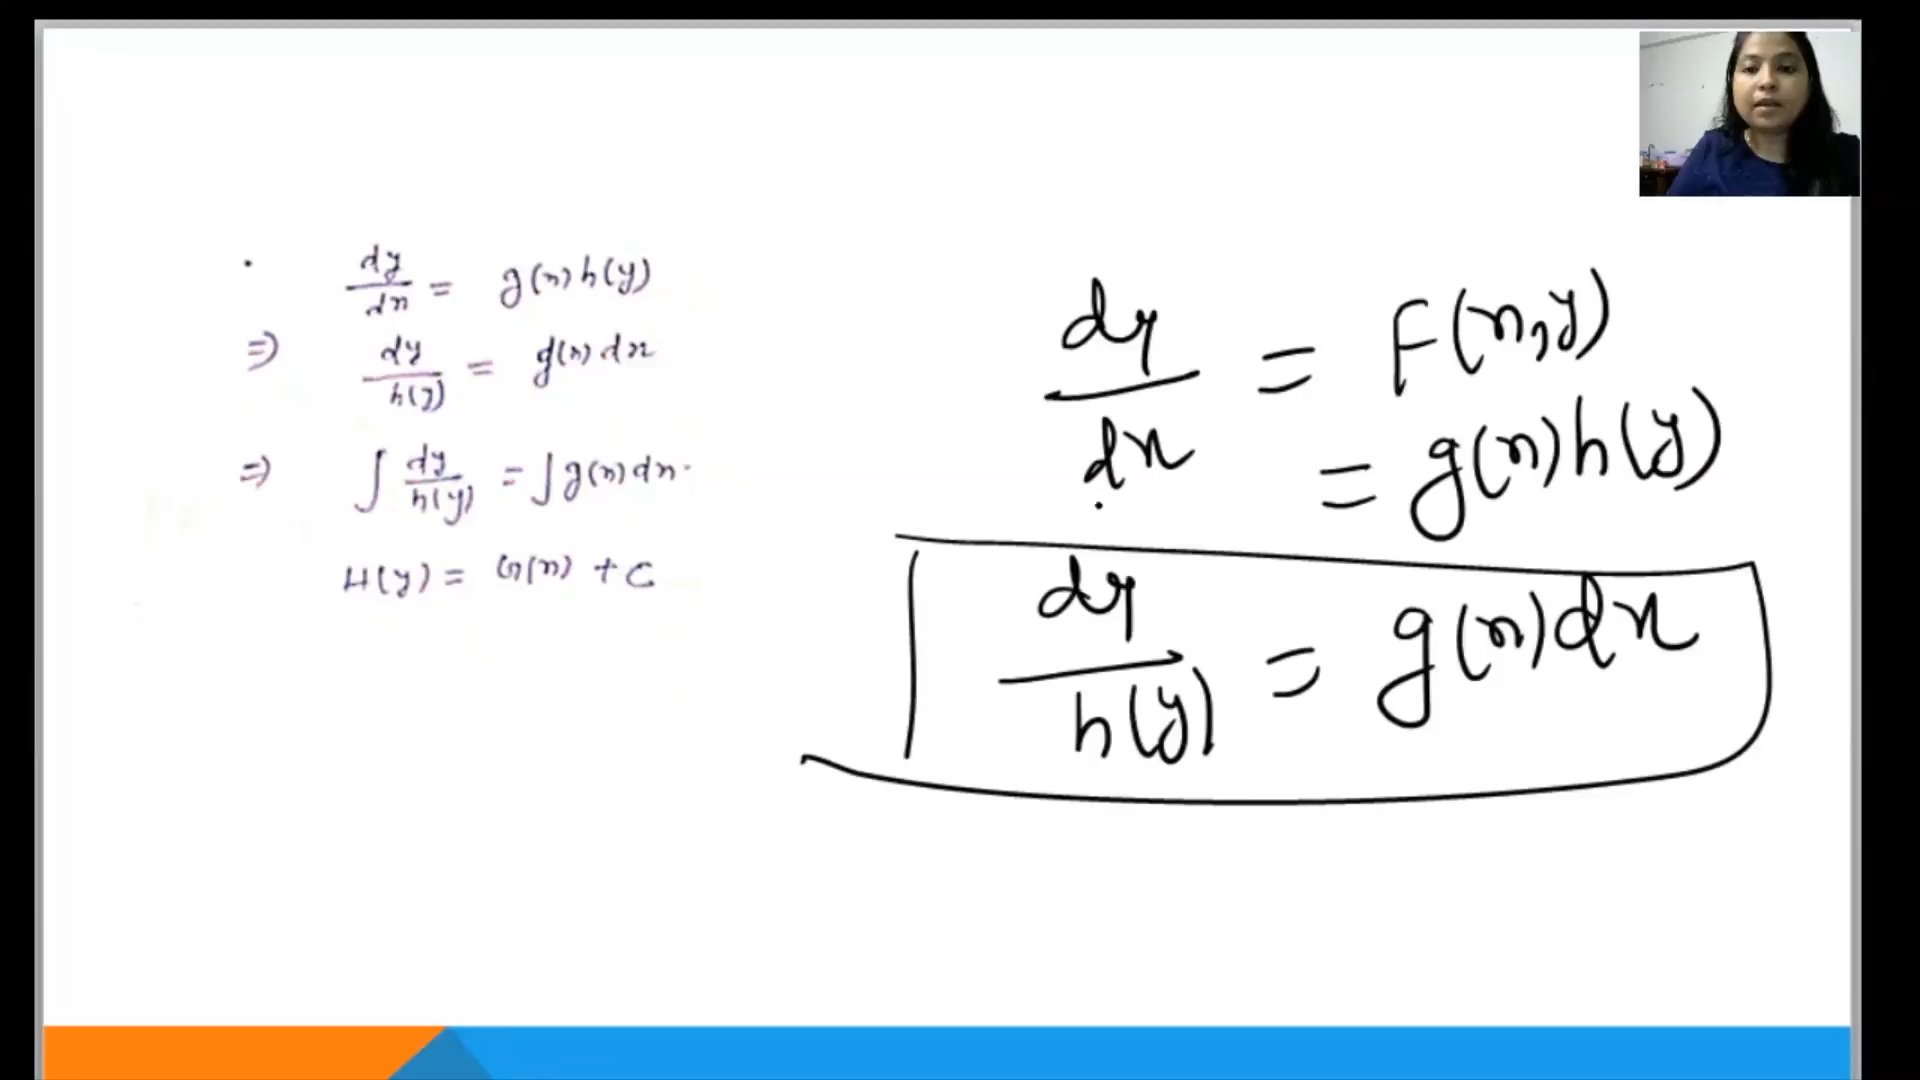 dy/dx = g(x)h(y)
⇒ dy/h(y) = g(x)dx
⇒ ∫ dy/h(y) = ∫g(x)dx.
H(y) = G(x) + C
dy/dx = F(x,y)
= g(x)h(y)
dy/h(y) = g(x)dx